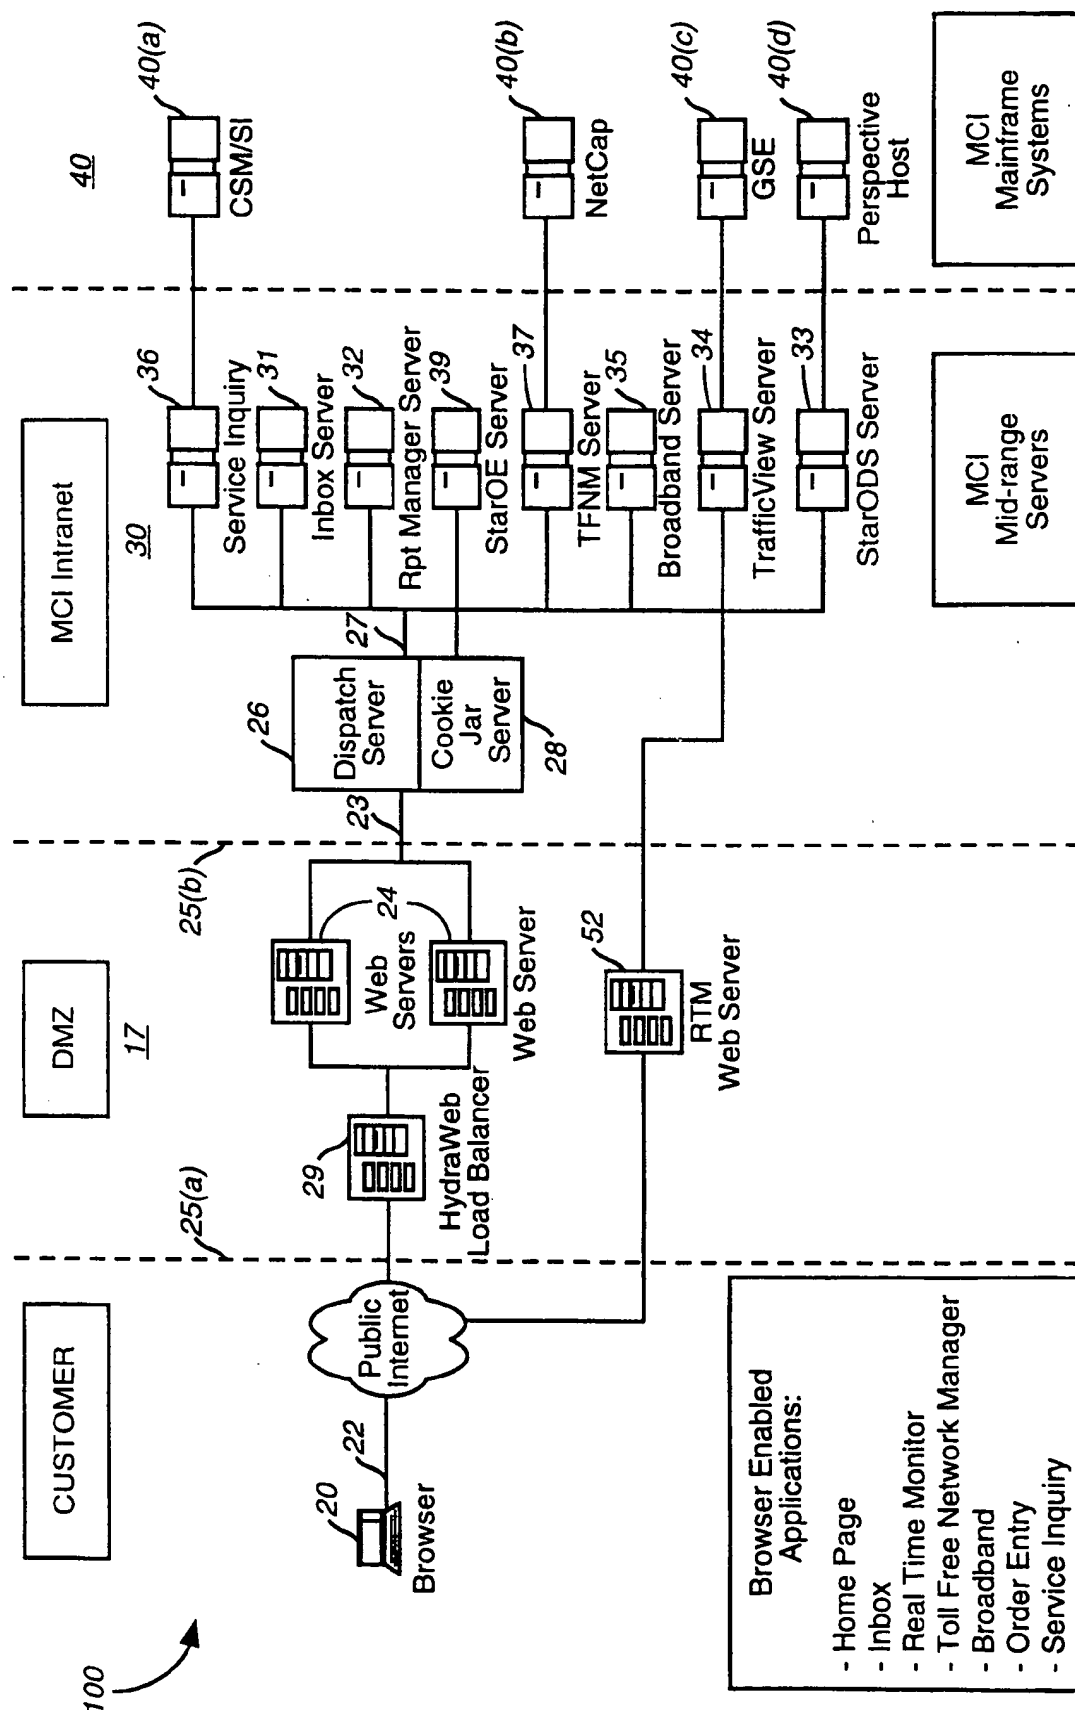 100
CUSTOMER
DMZ
17
MCI Intranet
30
40
20
Browser
22
Public
Internet
25(a)
29
HydraWeb
Load Balancer
Web
Servers
24
Web Server
52
RTM
Web Server
25(b)
23
26
Dispatch
Server
Cookie
Jar
Server
28
27
36
Service Inquiry
31
Inbox Server
32
Rpt Manager Server
39
StarOE Server
37
TFNM Server
35
Broadband Server
34
TrafficView Server
33
StarODS Server
40(a)
CSM/SI
40(b)
NetCap
40(c)
GSE
40(d)
Perspective
Host
Browser Enabled
Applications:
- Home Page
- Inbox
- Real Time Monitor
- Toll Free Network Manager
- Broadband
- Order Entry
- Service Inquiry
MCI
Mid-range
Servers
MCI
Mainframe
Systems